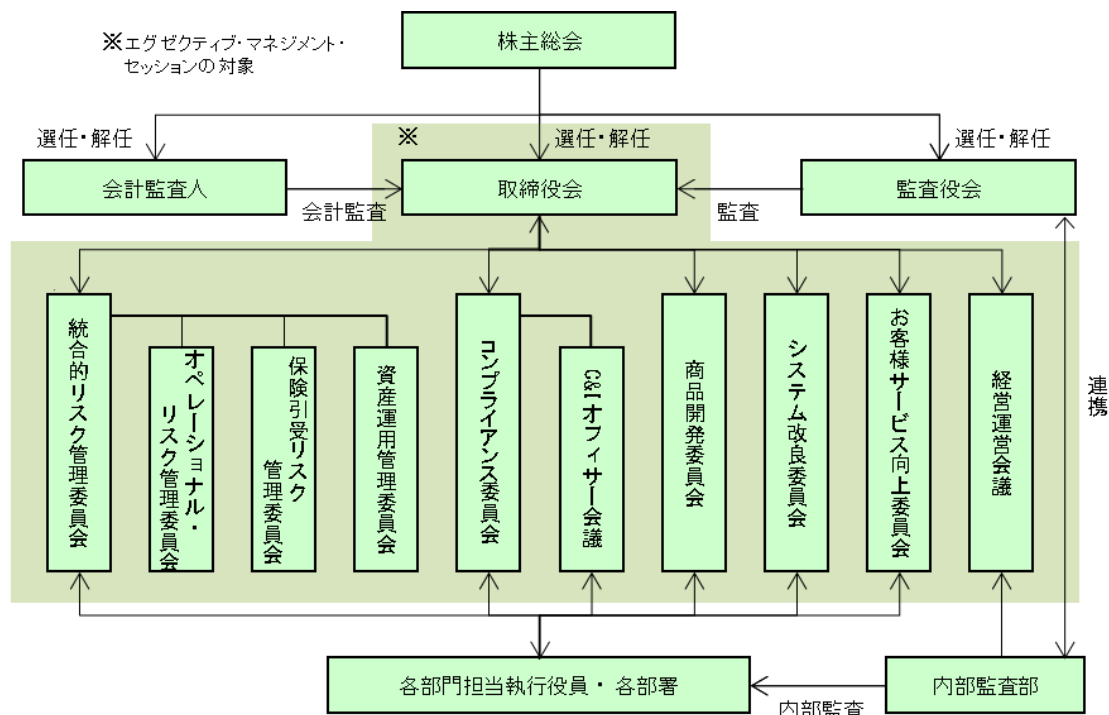 ※エグゼクティブ・マネジメント・
セッションの対象
株主総会
選任・解任
※
選任・解任
選任・解任
会計監査人
会計監査
取締役会
監査
監査役会
統合的リスク管理委員会
オペレーショナル・
リスク管理委員会
保険引受リスク
管理委員会
資産運用管理委員会
コンプライアンス委員会
C&Iオフィサー会議
商品開発委員会
システム改良委員会
お客様サービス向上委員会
経営運営会議
連携
各部門担当執行役員・各部署
内部監査
内部監査部